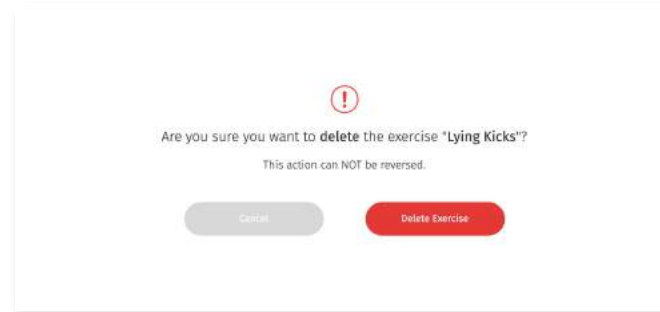 Are you sure you want to delete the exercise "Lying Kicks"?
This action can NOT be reversed.
Cancel
Delete Exercise